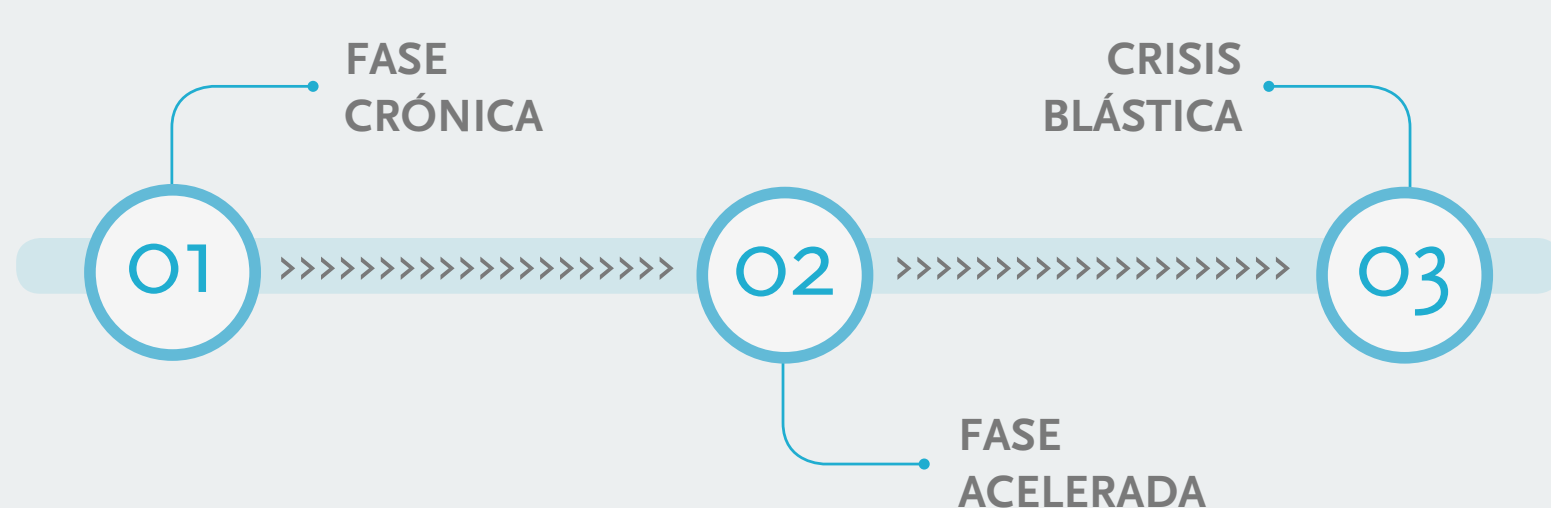 FASE
CRÓNICA
CRISIS
BLÁSTICA
01
02
03
FASE
ACELERADA